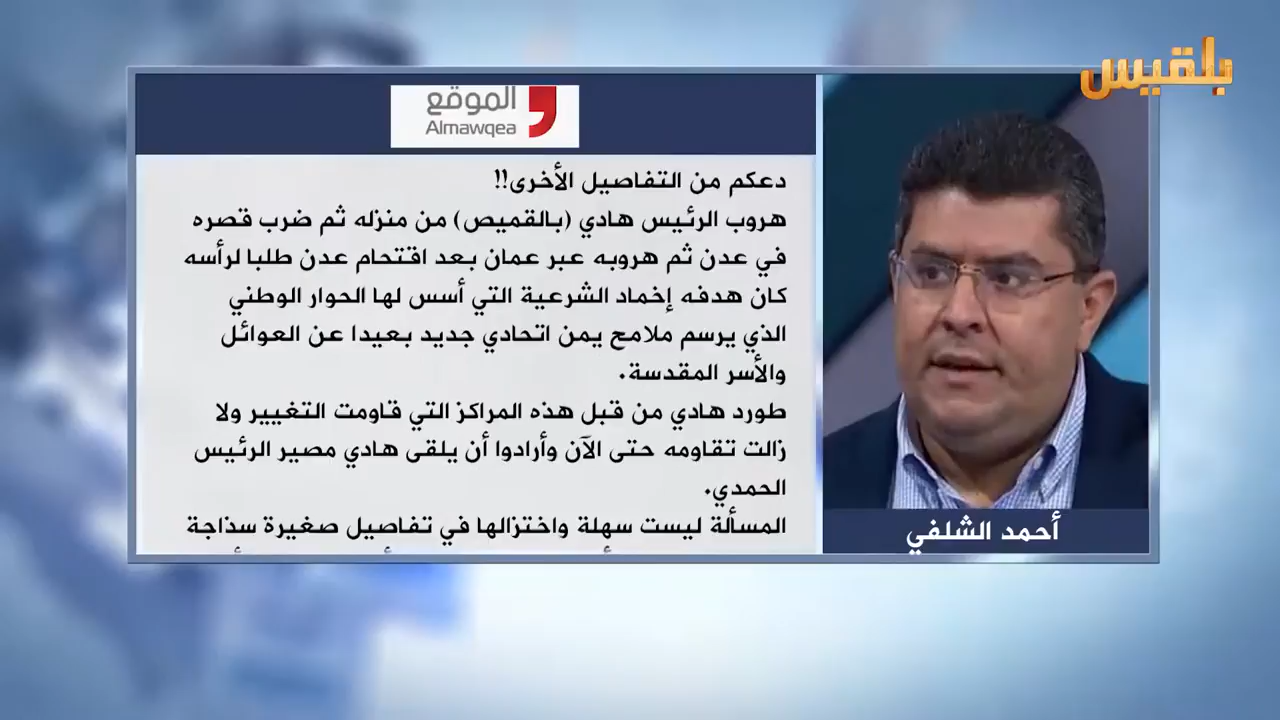 بلقيس
الموقع
Almawqea
دعكم من التفاصيل الأخرى!!
هروب الرئيس هادي (بالقميص) من منزله ثم ضرب قصره
في عدن ثم هروبه عبر عمان بعد اقتحام عدن طلبا لرأسه
كان هدفه إخماد الشرعية التي أسس لها الحوار الوطني
الذي يرسم ملامح يمن اتحادي جديد بعيدا عن العوائل
والأسر المقدسة.
طورد هادي من قبل هذه المراكز التي قاومت التغيير ولا
زالت تقاومه حتى الآن وأرادوا أن يلقى هادي مصير الرئيس
الحمدي.
المسألة ليست سهلة واختزالها في تفاصيل صغيرة سذاجة
أحمد الشلفي